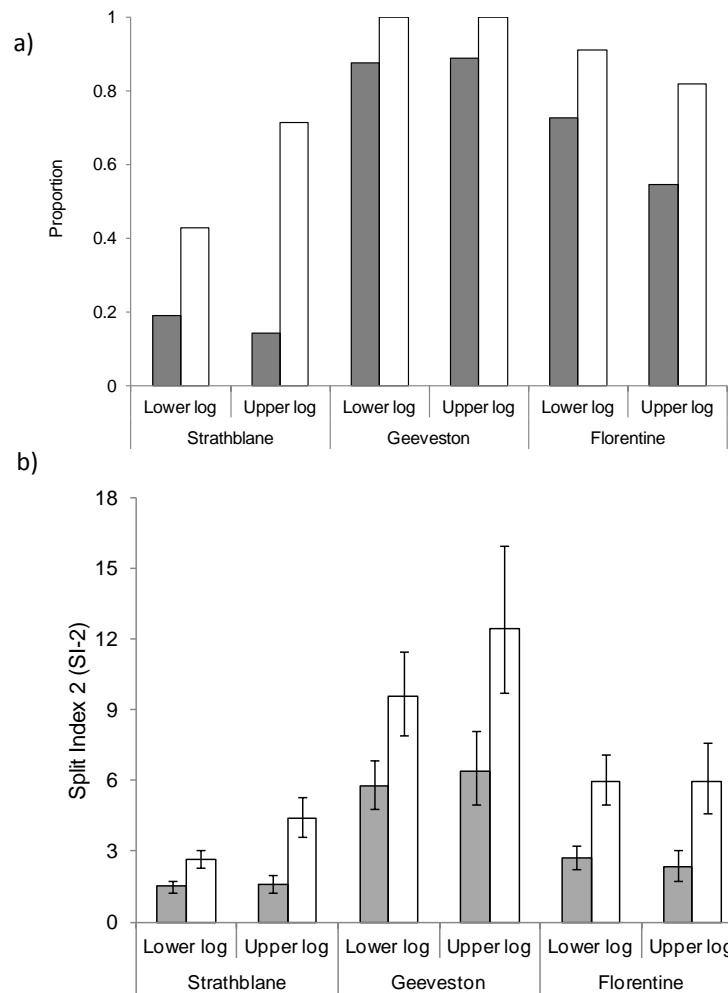 a)
Proportion
1
0.8
0.6
0.4
0.2
0
Lower log Upper log Lower log Upper log Lower log Upper log
Strathblane Geeveston Florentine
b)
Split Index 2 (SI-2)
18
15
12
9
6
3
0
Lower log Upper log Lower log Upper log Lower log Upper log
Strathblane Geeveston Florentine